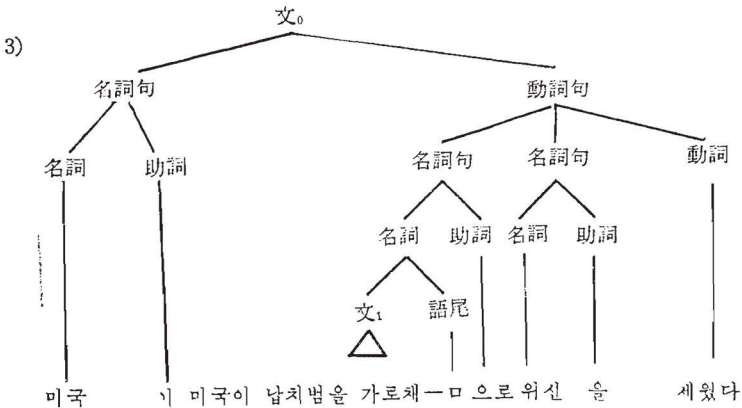 文₀
3)
名詞句 動詞句
名詞 助詞 名詞句 名詞句 動詞
名詞 助詞 名詞 助詞
文₁ 語尾
미국 이 미국이 납치범을 가로채―ㅁ 으로 위신 을 세웠다